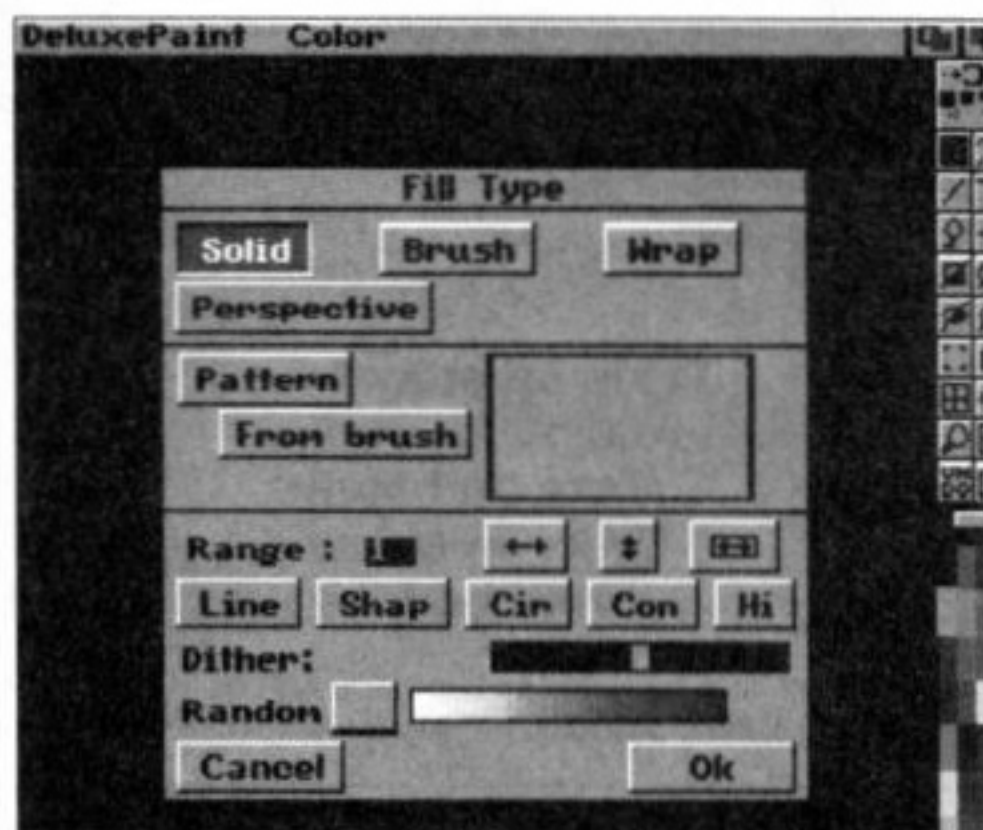 DeluxePaint Color
Fill Type
Solid Brush Wrap
Perspective
Pattern
From brush
Range :
Line Shap Cir Con Hi
Dither:
Random
Cancel Ok